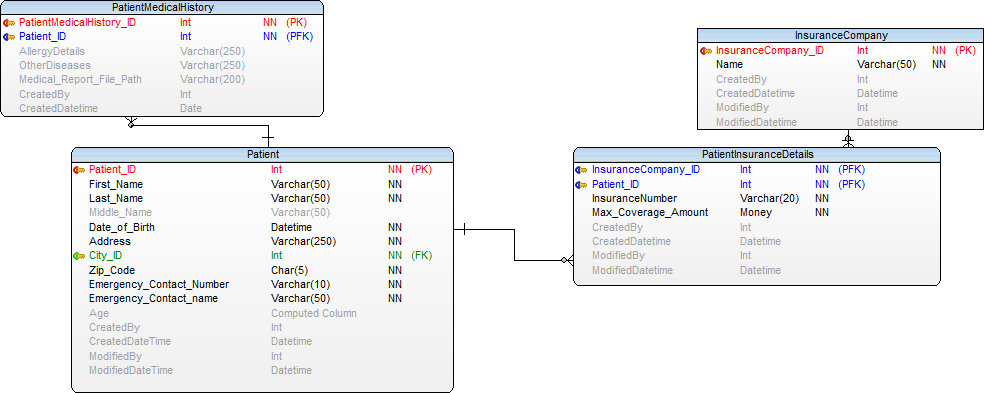 PatientMedicalHistory
PatientMedicalHistory_ID Int NN (PK)
Patient_ID Int NN (PFK)
AllergyDetails Varchar(250)
OtherDiseases Varchar(250)
Medical_Report_File_Path Varchar(200)
CreatedBy Int
CreatedDatetime Date
InsuranceCompany
InsuranceCompany_ID Int NN (PK)
Name Varchar(50) NN
CreatedBy Int
CreatedDatetime Datetime
ModifiedBy Int
ModifiedDatetime Datetime
Patient
Patient_ID Int NN (PK)
First_Name Varchar(50) NN
Last_Name Varchar(50) NN
Middle_Name Varchar(50)
Date_of_Birth Datetime NN
Address Varchar(250) NN
City_ID Int NN (FK)
Zip_Code Char(5) NN
Emergency_Contact_Number Varchar(10) NN
Emergency_Contact_name Varchar(50) NN
Age Computed Column
CreatedBy Int
CreatedDateTime Datetime
ModifiedBy Int
ModifiedDateTime Datetime
PatientInsuranceDetails
InsuranceCompany_ID Int NN (PFK)
Patient_ID Int NN (PFK)
InsuranceNumber Varchar(20) NN
Max_Coverage_Amount Money NN
CreatedBy Int
CreatedDatetime Datetime
ModifiedBy Int
ModifiedDatetime Datetime